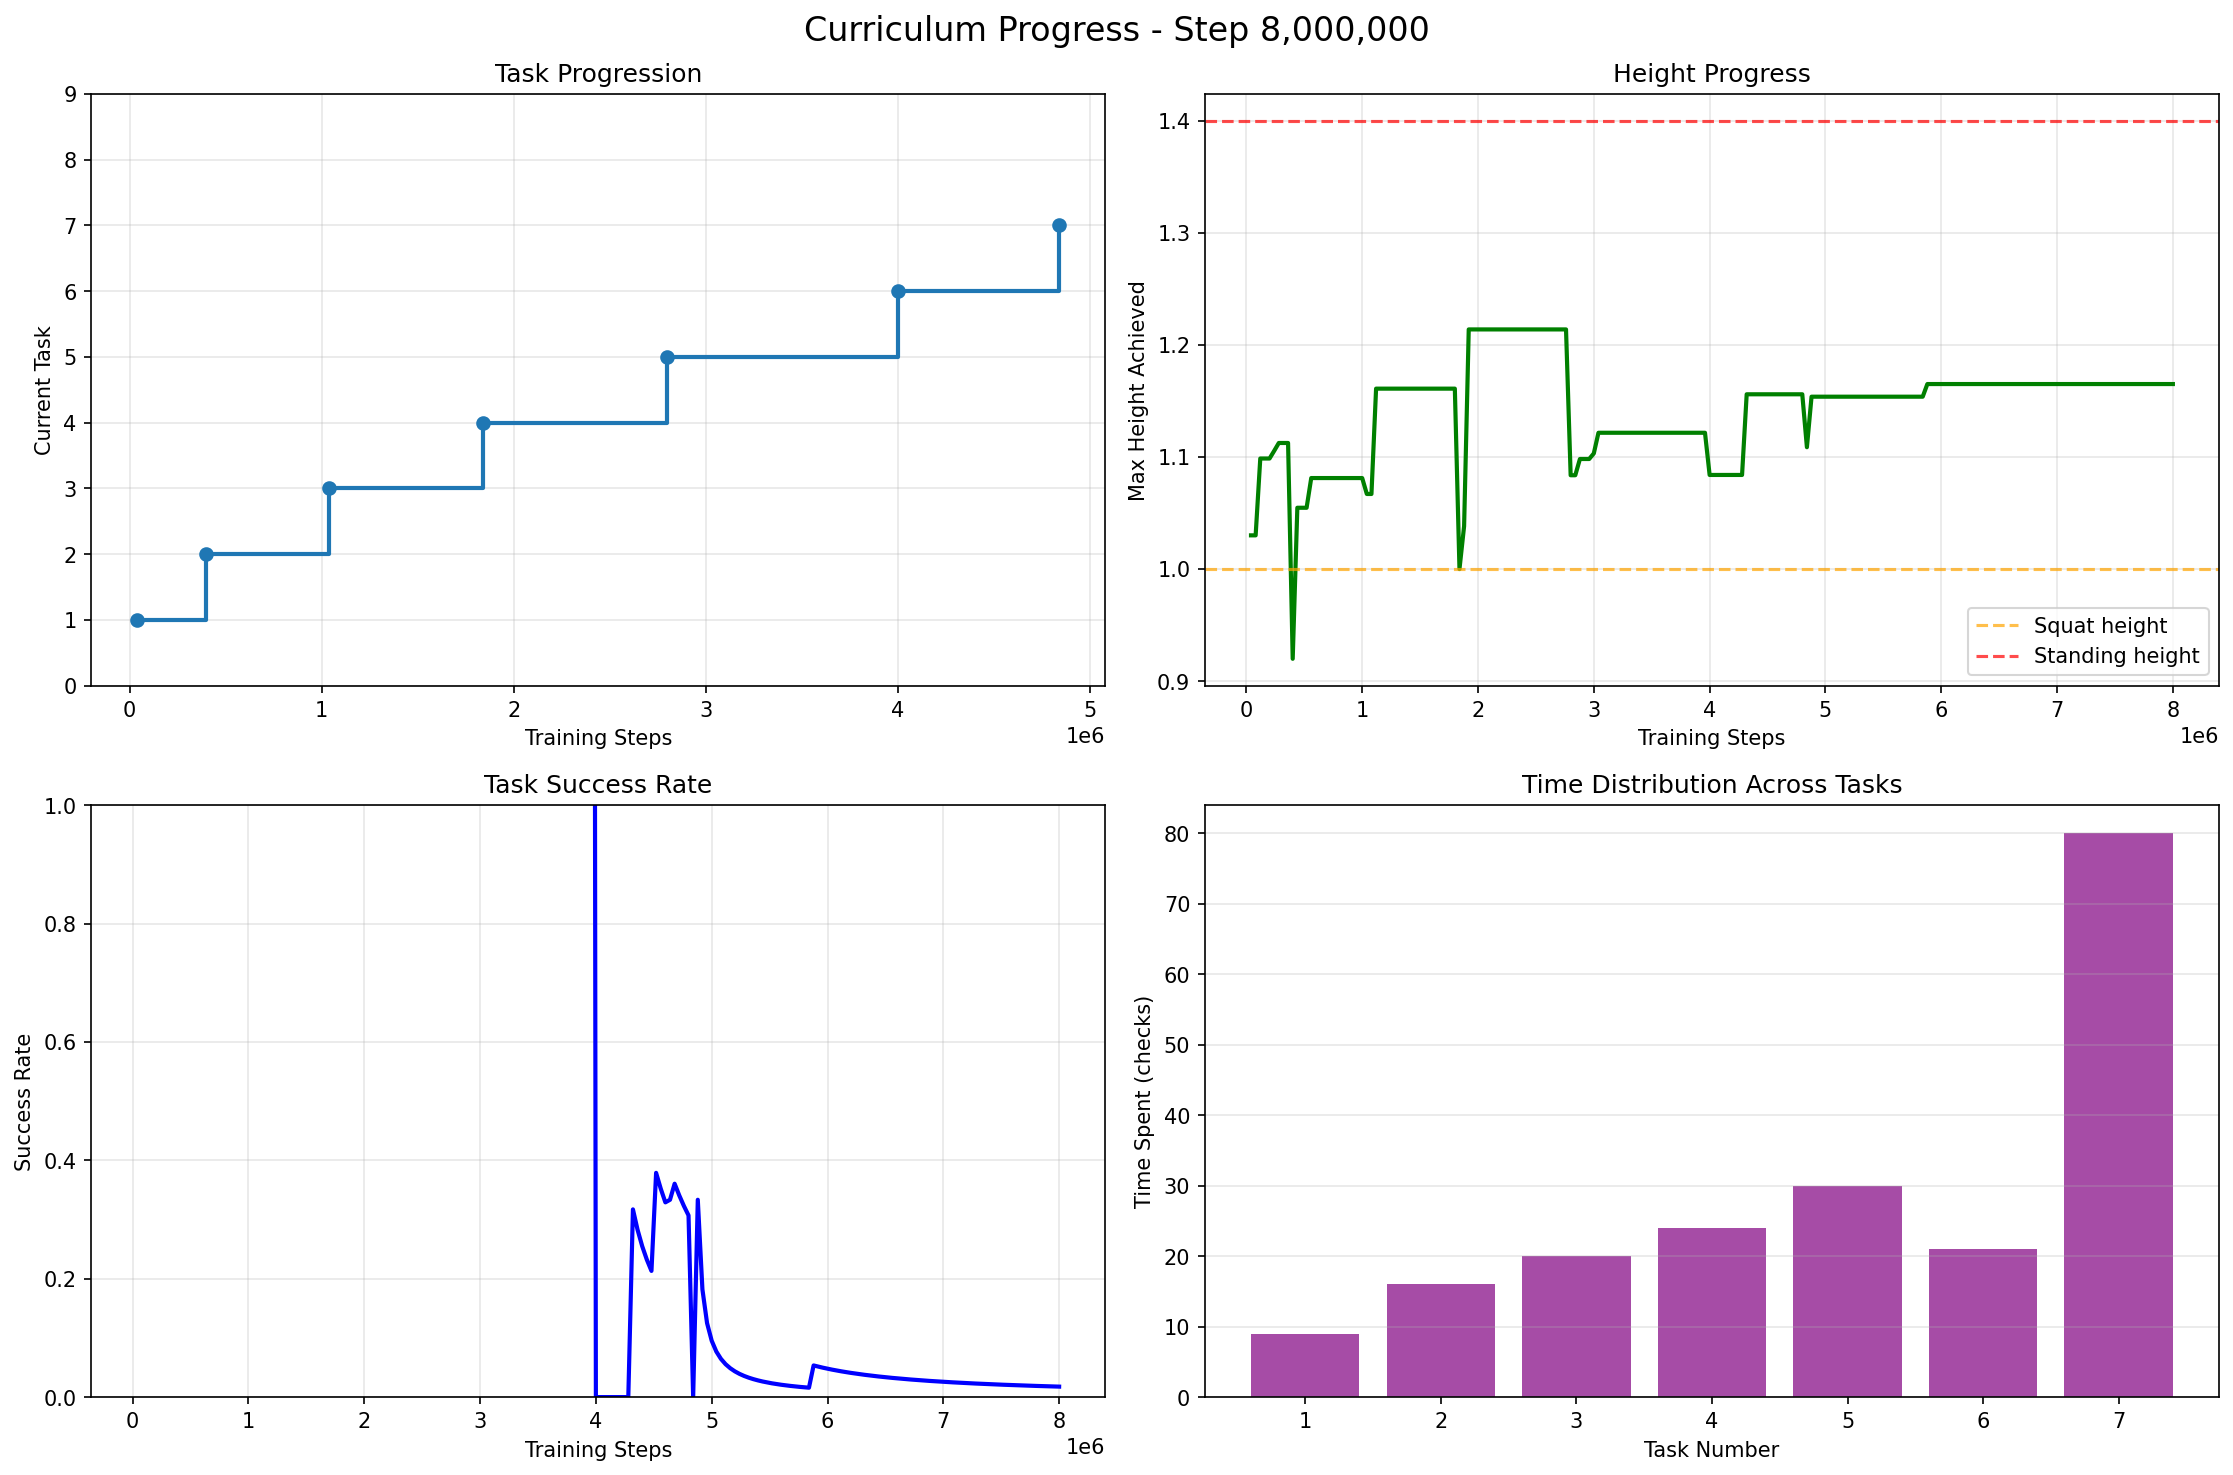 Curriculum Progress - Step 8,000,000
Task Progression
Current Task
9
8
7
6
5
4
3
2
1
0
0 1 2 3 4 5
1e6
Training Steps
Height Progress
Max Height Achieved
1.4
1.3
1.2
1.1
1.0
0.9
Squat height
Standing height
0 1 2 3 4 5 6 7 8
1e6
Training Steps
Task Success Rate
Success Rate
1.0
0.8
0.6
0.4
0.2
0.0
0 1 2 3 4 5 6 7 8
1e6
Training Steps
Time Distribution Across Tasks
Time Spent (checks)
80
70
60
50
40
30
20
10
0
1 2 3 4 5 6 7
Task Number